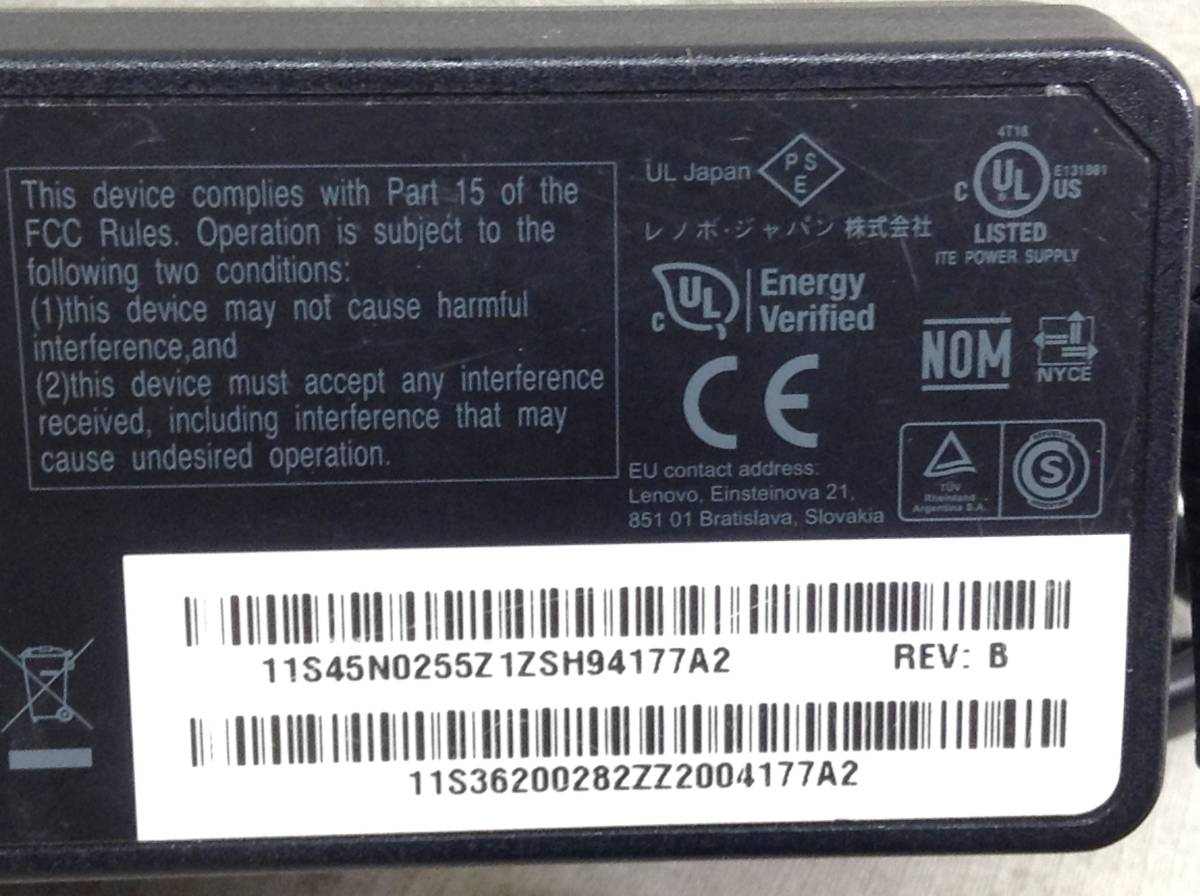 This device complies with Part 15 of the
FCC Rules. Operation is subject to the
following two conditions:
(1)this device may not cause harmful
interference,and
(2)this device must accept any interference
received, including interference that may
cause undesired operation.
UL Japan
PS
E
レノボ・ジャパン 株式会社
4T18
C UL US
E131881
LISTED
ITE POWER SUPPLY
C UL
Energy
Verified
NOM
NYCE
CE
EU contact address:
Lenovo, Einsteinova 21,
851 01 Bratislava, Slovakia
TÜV
Rheinland
Argentina S.A.
S
11S45N0255Z1ZSH94177A2
REV: B
11S36200282ZZ2004177A2